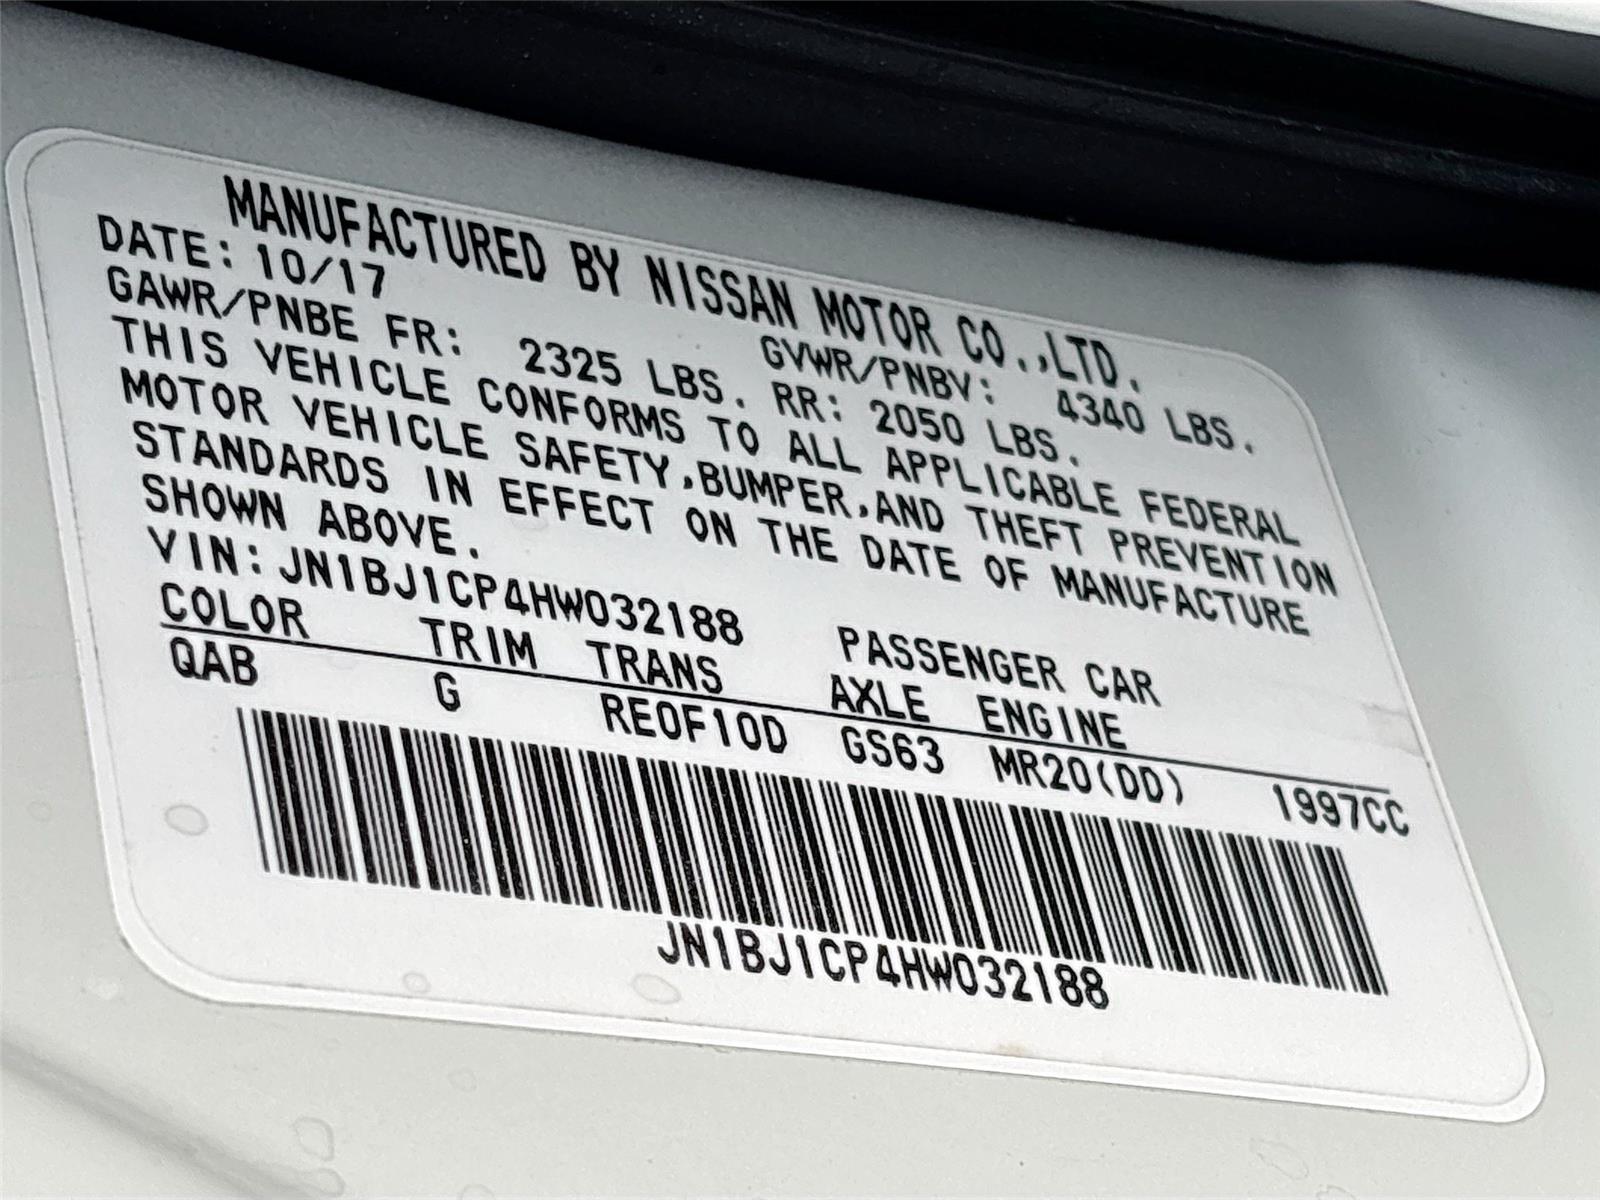 MANUFACTURED BY NISSAN MOTOR CO.,LTD.
DATE: 10/17 GVWR/PNBV: 4340 LBS.
GAWR/PNBE FR: 2325 LBS. RR: 2050 LBS.
THIS VEHICLE CONFORMS TO ALL APPLICABLE FEDERAL
MOTOR VEHICLE SAFETY,BUMPER,AND THEFT PREVENTION
STANDARDS IN EFFECT ON THE DATE OF MANUFACTURE
SHOWN ABOVE.
VIN: JN1BJ1CP4HW032188 PASSENGER CAR
COLOR TRIM TRANS AXLE ENGINE
QAB G RE0F10D GS63 MR20(DD) 1997CC
JN1BJ1CP4HW032188